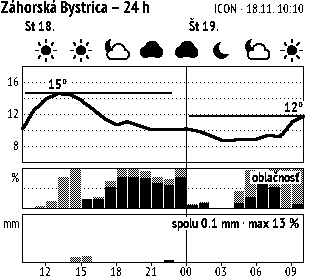 Záhorská Bystrica – 24 h
ICON - 18.11. 10:10
St 18.
Št 19.
16
12
8
15°
12°
%
oblačnosť
mm
spolu 0.1 mm · max 13 %
12 15 18 21 00 03 06 09